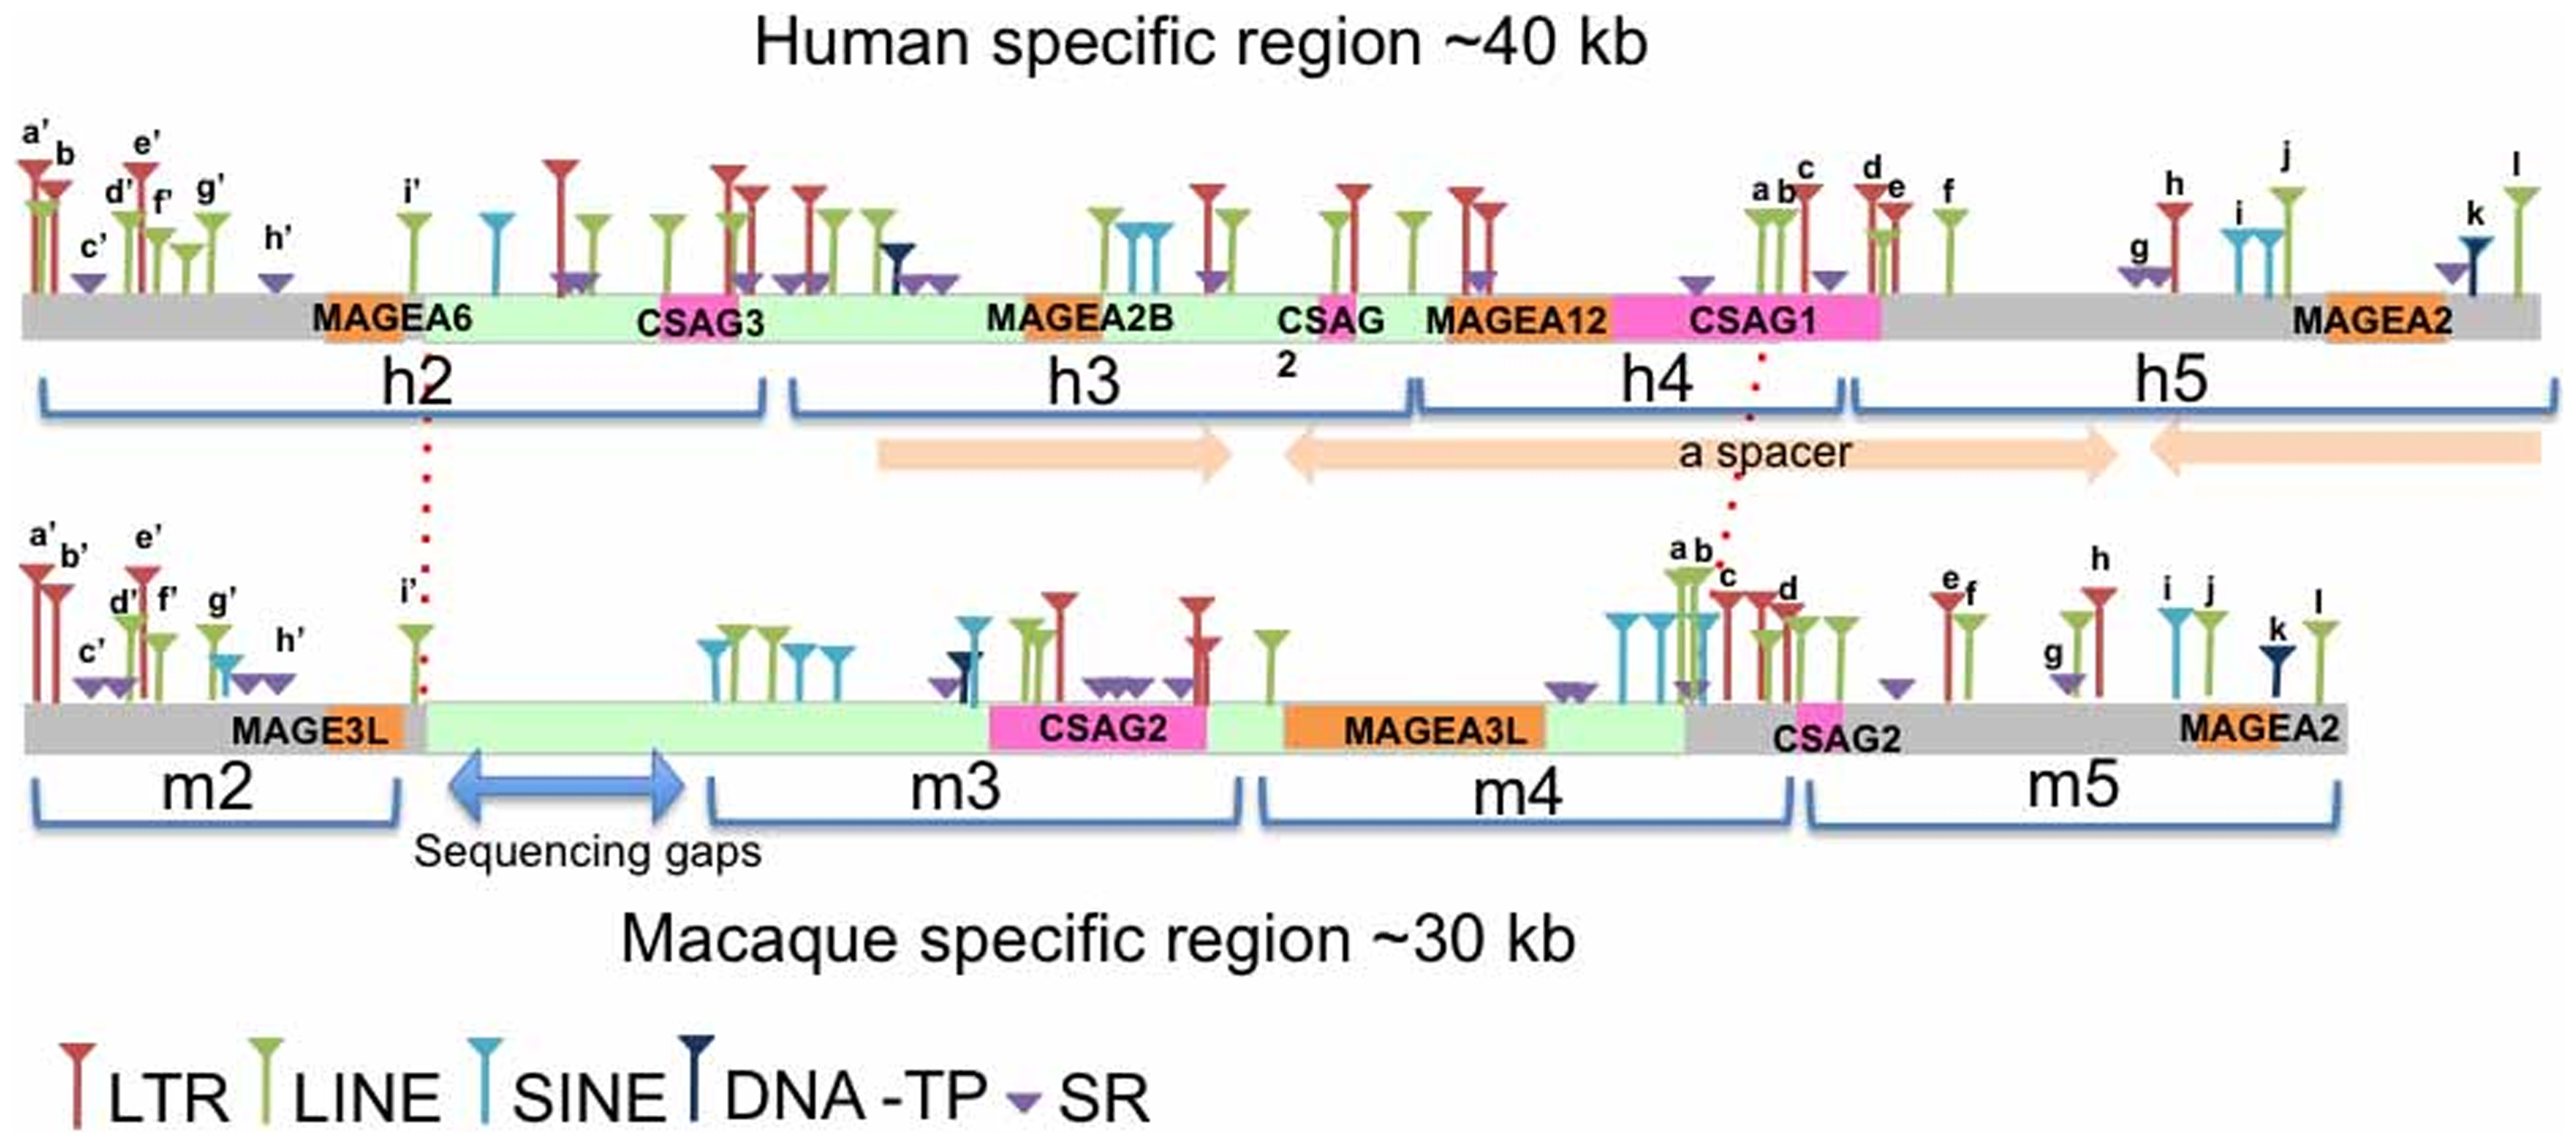 Human specific region ~40 kb
a' b c' d' e' f' g' h' i' a b c d e f g h i j k l
MAGEA6 CSAG3 MAGEA2B CSAG MAGEA12 CSAG1 MAGEA2
2
h2 h3 h4 h5
a spacer
a' b' c' d' e' f' g' h' i' a b c d e f g h i j k l
MAGE3L CSAG2 MAGEA3L CSAG2 MAGEA2
m2 m3 m4 m5
Sequencing gaps
Macaque specific region ~30 kb
LTR LINE SINE DNA -TP SR